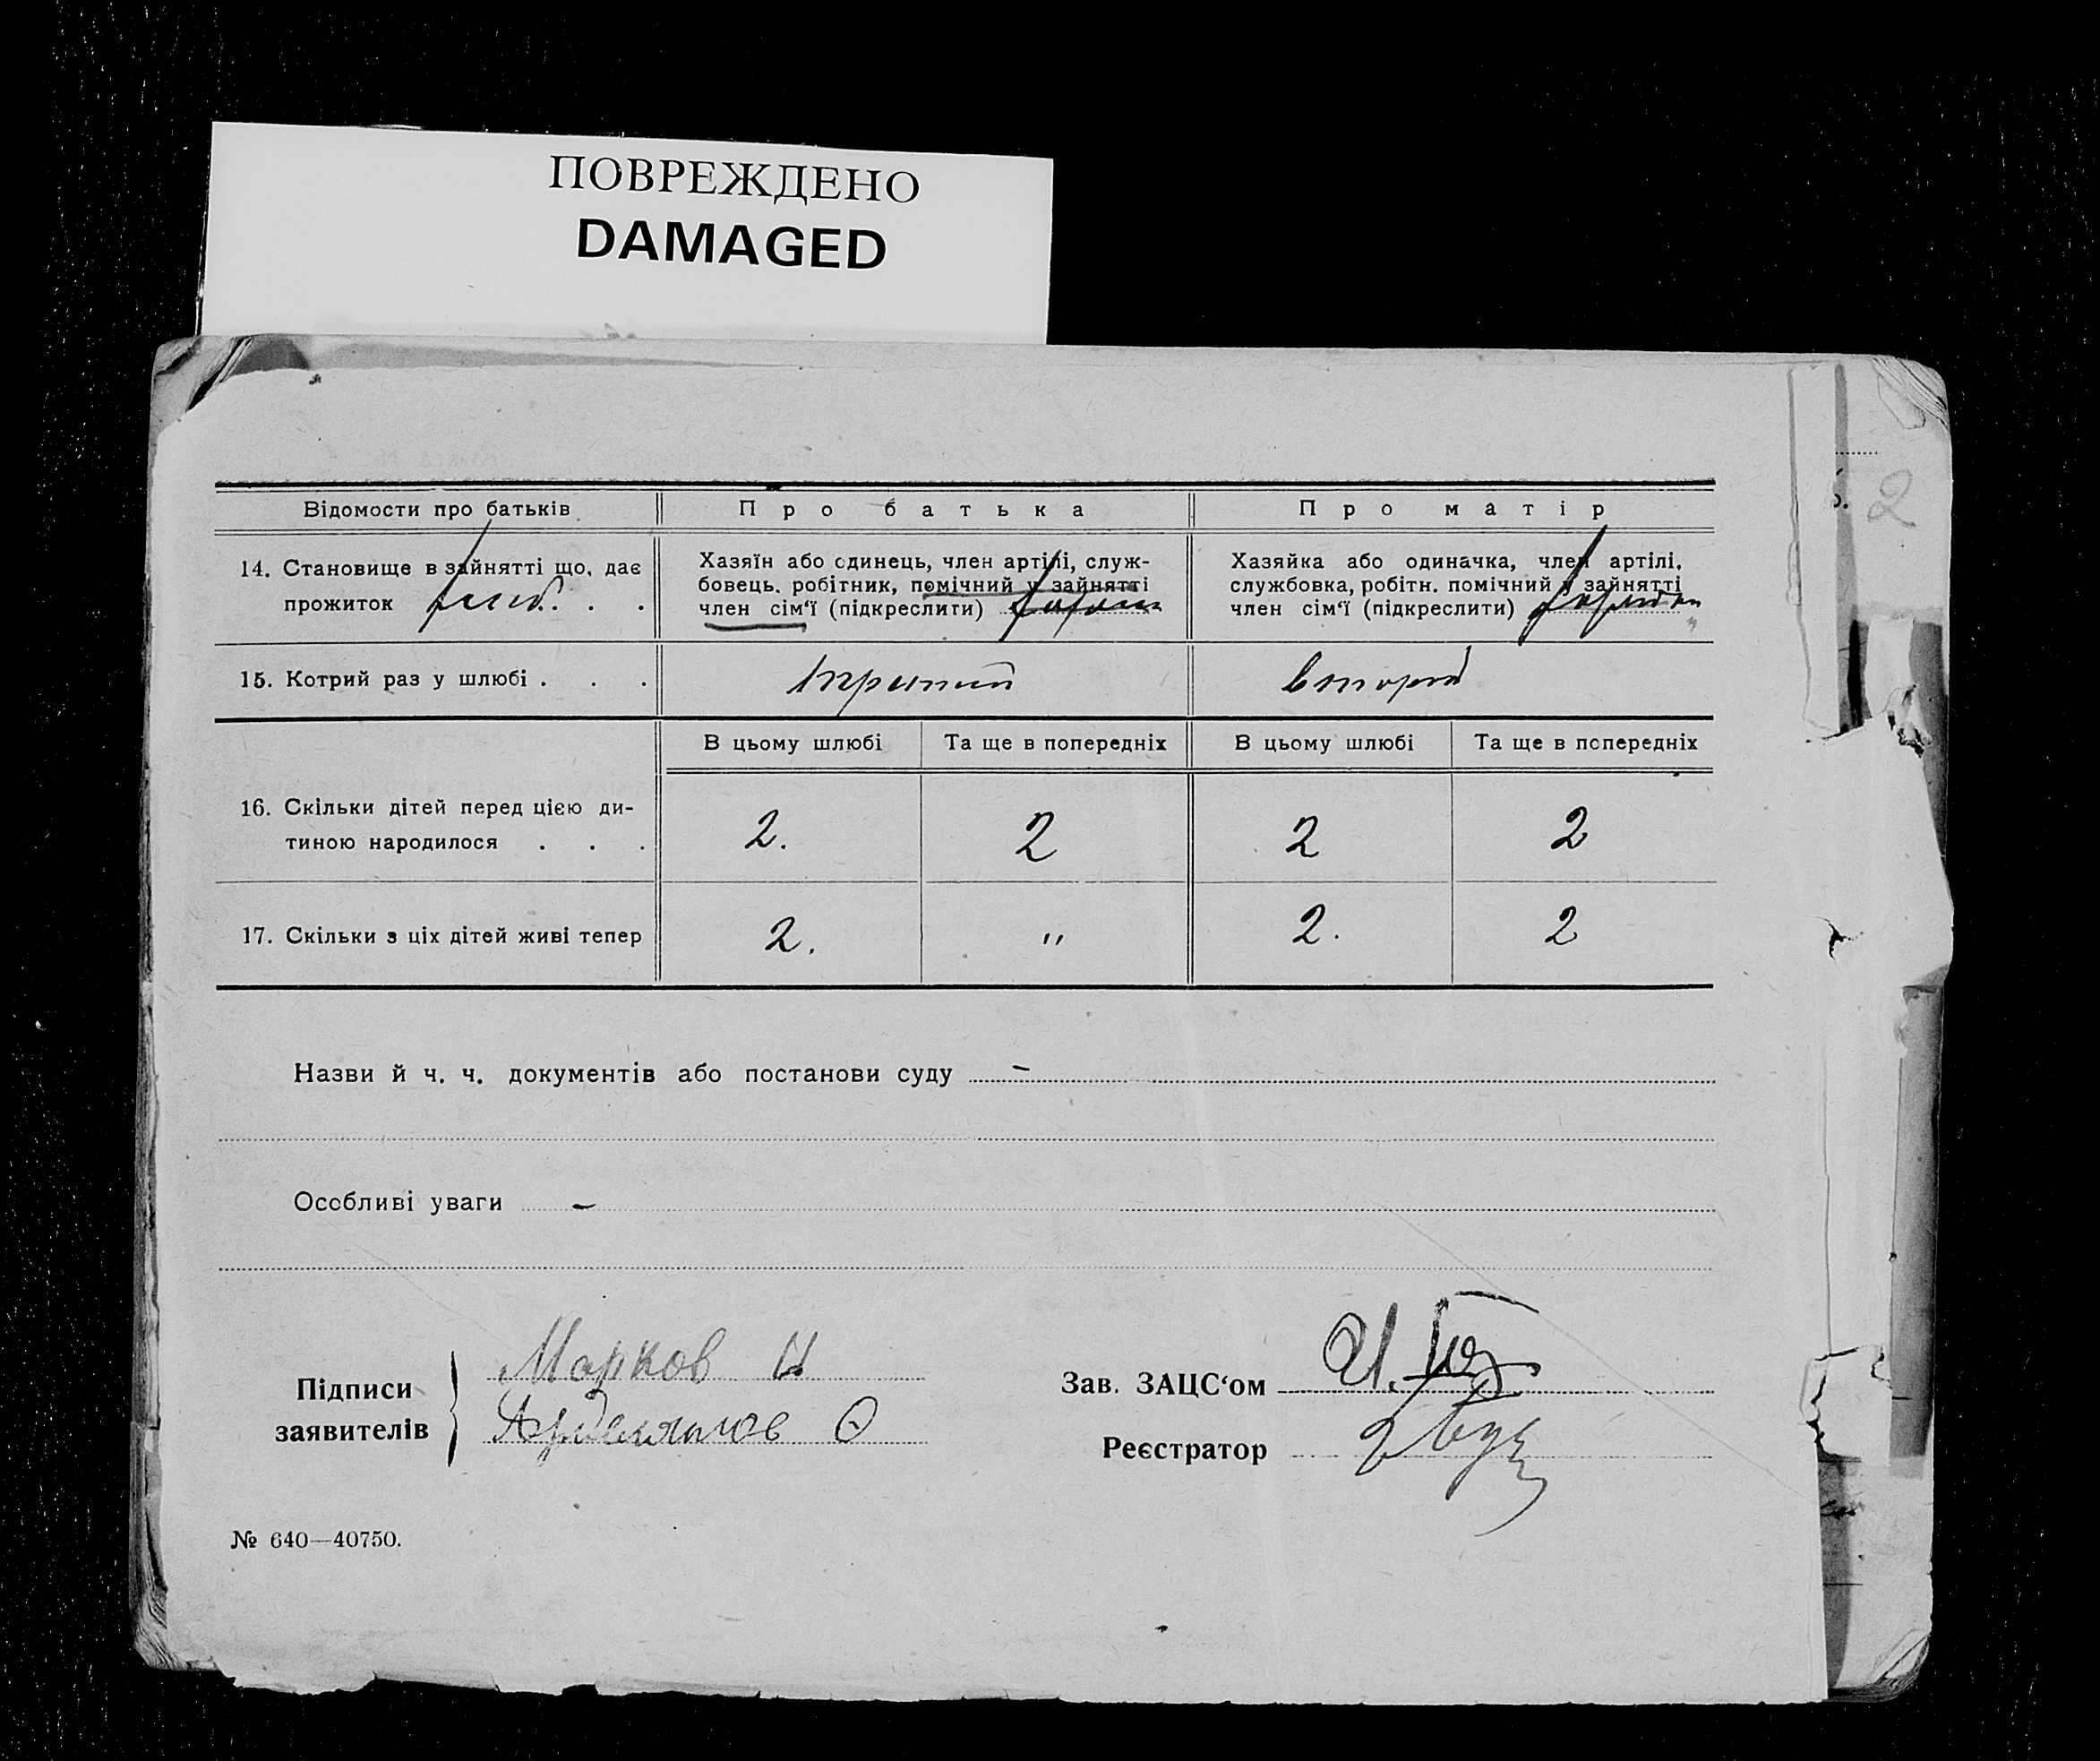 ПОВРЕЖДЕНО
DAMAGED
2
Відомости про батьків
Про батька
Про матір
14. Становище в зайнятті що, дає
прожиток . .
Хазяїн або одинець, член артілі, служ-
бовець, робітник, помічний у зайнятті
член сім'ї (підкреслити)
Хазяйка або одиначка, член артілі,
службовка, робітн. помічний у зайнятті
член сім'ї (підкреслити)
15. Котрий раз у шлюбі . . .
третий
второй
В цьому шлюбі
Та ще в попередніх
В цьому шлюбі
Та ще в попередніх
16. Скільки дітей перед цією ди-
тиною народилося . . .
2.
2
2
2
17. Скільки з ціх дітей живі тепер
2.
"
2.
2
Назви й ч. ч. документів або постанови суду –
Особливі уваги –
Підписи
заявителів
Марков И
Зав. ЗАЦС'ом
Реєстратор
№ 640—40750.